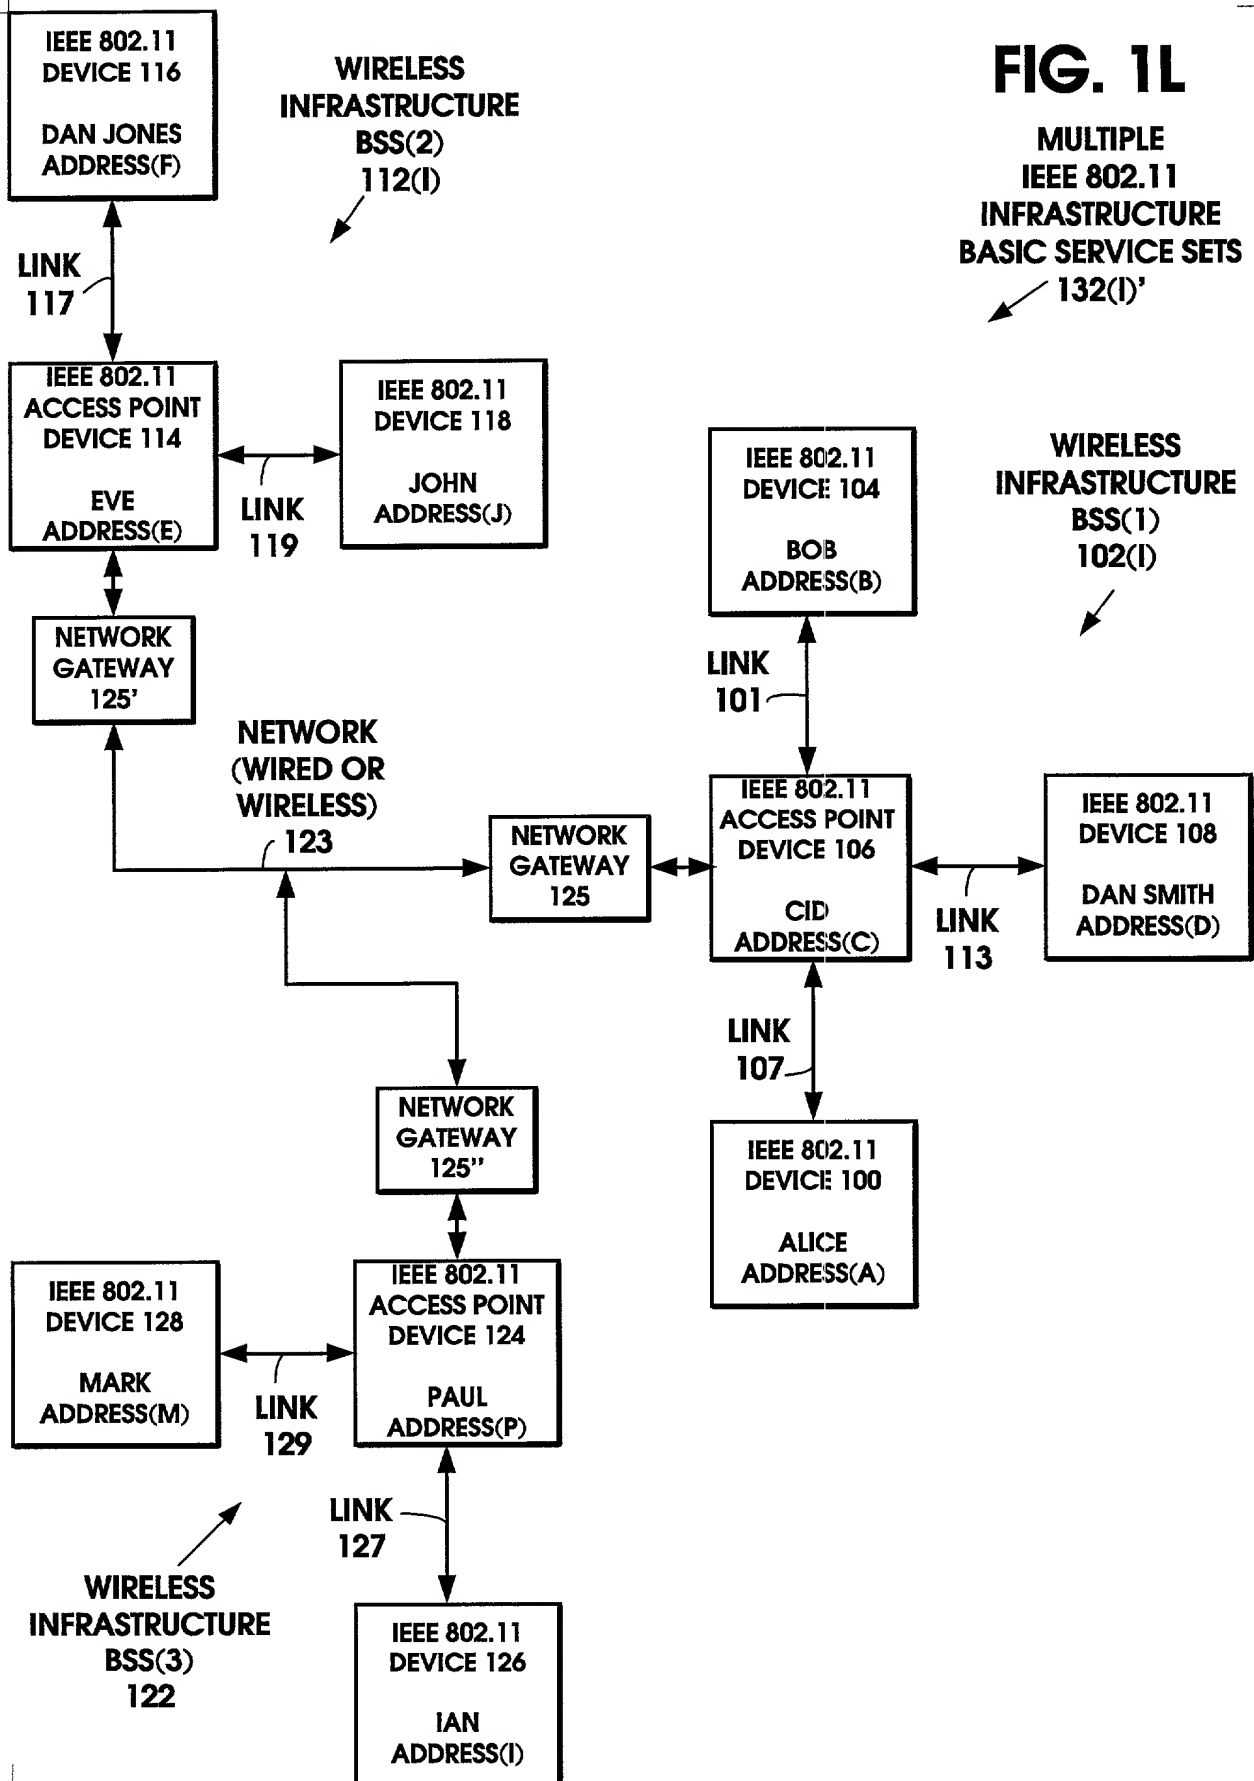 FIG. 1L
MULTIPLE
IEEE 802.11
INFRASTRUCTURE
BASIC SERVICE SETS
132(I)'
IEEE 802.11
DEVICE 116
DAN JONES
ADDRESS(F)
WIRELESS
INFRASTRUCTURE
BSS(2)
112(I)
LINK
117
IEEE 802.11
ACCESS POINT
DEVICE 114
EVE
ADDRESS(E)
LINK
119
IEEE 802.11
DEVICE 118
JOHN
ADDRESS(J)
NETWORK
GATEWAY
125'
NETWORK
(WIRED OR
WIRELESS)
123
NETWORK
GATEWAY
125
IEEE 802.11
DEVICE 104
BOB
ADDRESS(B)
WIRELESS
INFRASTRUCTURE
BSS(1)
102(I)
LINK
101
IEEE 802.11
ACCESS POINT
DEVICE 106
CID
ADDRESS(C)
LINK
113
IEEE 802.11
DEVICE 108
DAN SMITH
ADDRESS(D)
LINK
107
IEEE 802.11
DEVICE 100
ALICE
ADDRESS(A)
NETWORK
GATEWAY
125"
IEEE 802.11
DEVICE 128
MARK
ADDRESS(M)
LINK
129
IEEE 802.11
ACCESS POINT
DEVICE 124
PAUL
ADDRESS(P)
LINK
127
WIRELESS
INFRASTRUCTURE
BSS(3)
122
IEEE 802.11
DEVICE 126
IAN
ADDRESS(I)